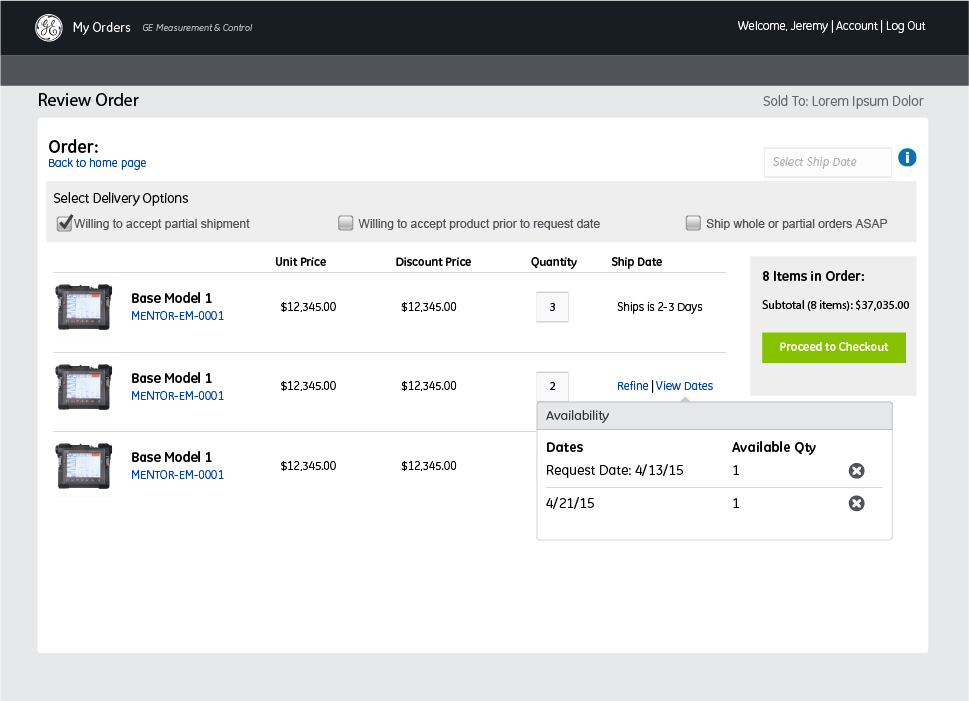 My Orders GE Measurement & Control Welcome, Jeremy | Account | Log Out
Review Order Sold To: Lorem Ipsum Dolor
Order:
Back to home page
Select Ship Date i
Select Delivery Options
Willing to accept partial shipment Willing to accept product prior to request date Ship whole or partial orders ASAP
Unit Price Discount Price Quantity Ship Date
Base Model 1
MENTOR-EM-0001
$12,345.00 $12,345.00 3 Ships is 2-3 Days
8 Items in Order:
Subtotal (8 items): $37,035.00
Proceed to Checkout
Base Model 1
MENTOR-EM-0001
$12,345.00 $12,345.00 2 Refine | View Dates
Base Model 1
MENTOR-EM-0001
$12,345.00 $12,345.00
Availability
Dates Available Qty
Request Date: 4/13/15 1
4/21/15 1